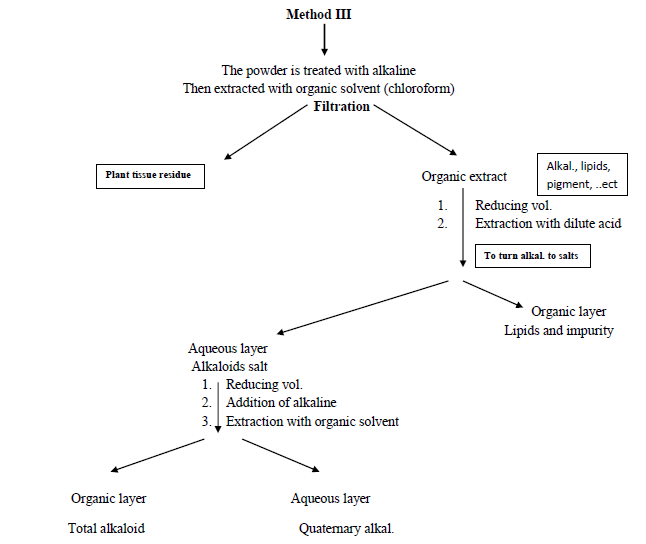 Method III
The powder is treated with alkaline
Then extracted with organic solvent (chloroform)
Filtration
Plant tissue residue
Organic extract
Alkal., lipids,
pigment, ..ect
1. Reducing vol.
2. Extraction with dilute acid
To turn alkal. to salts
Organic layer
Lipids and impurity
Aqueous layer
Alkaloids salt
1. Reducing vol.
2. Addition of alkaline
3. Extraction with organic solvent
Organic layer
Total alkaloid
Aqueous layer
Quaternary alkal.